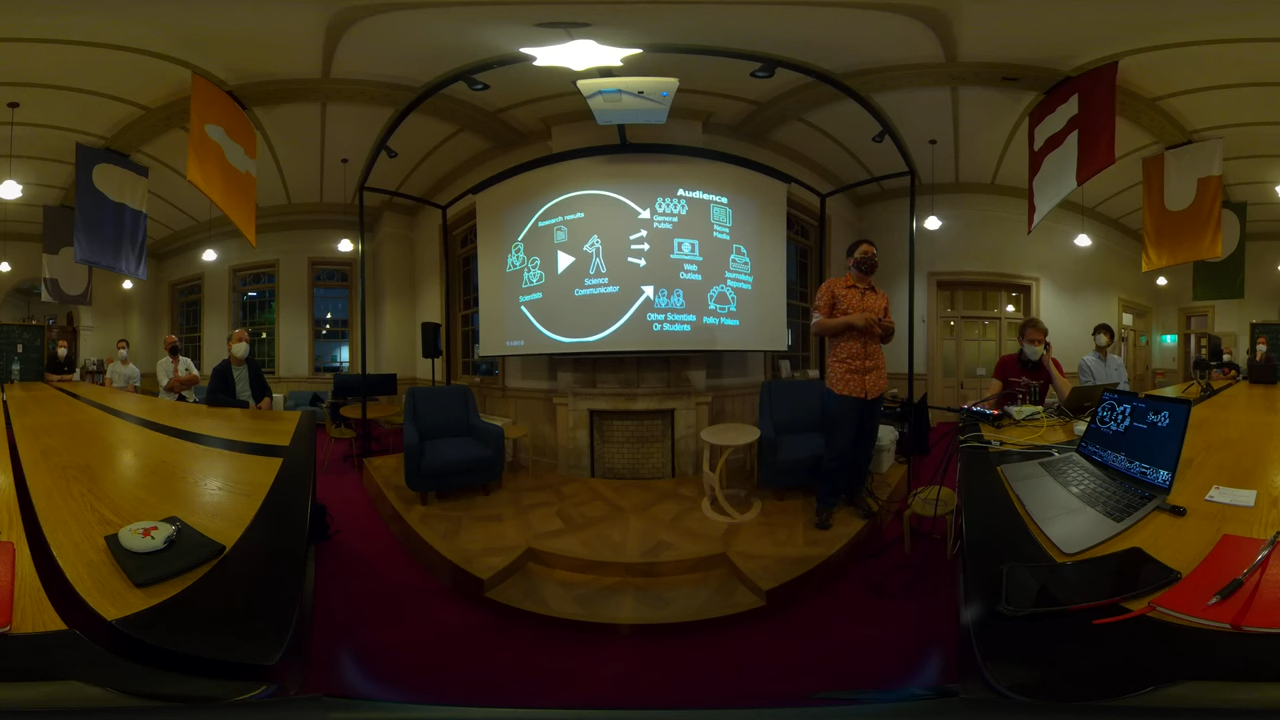 Audience
Research results
General
Public
News
Media
Scientists
Science
Communicator
Web
Outlets
Journalists/
Reporters
Other Scientists
Or Students
Policy Makers